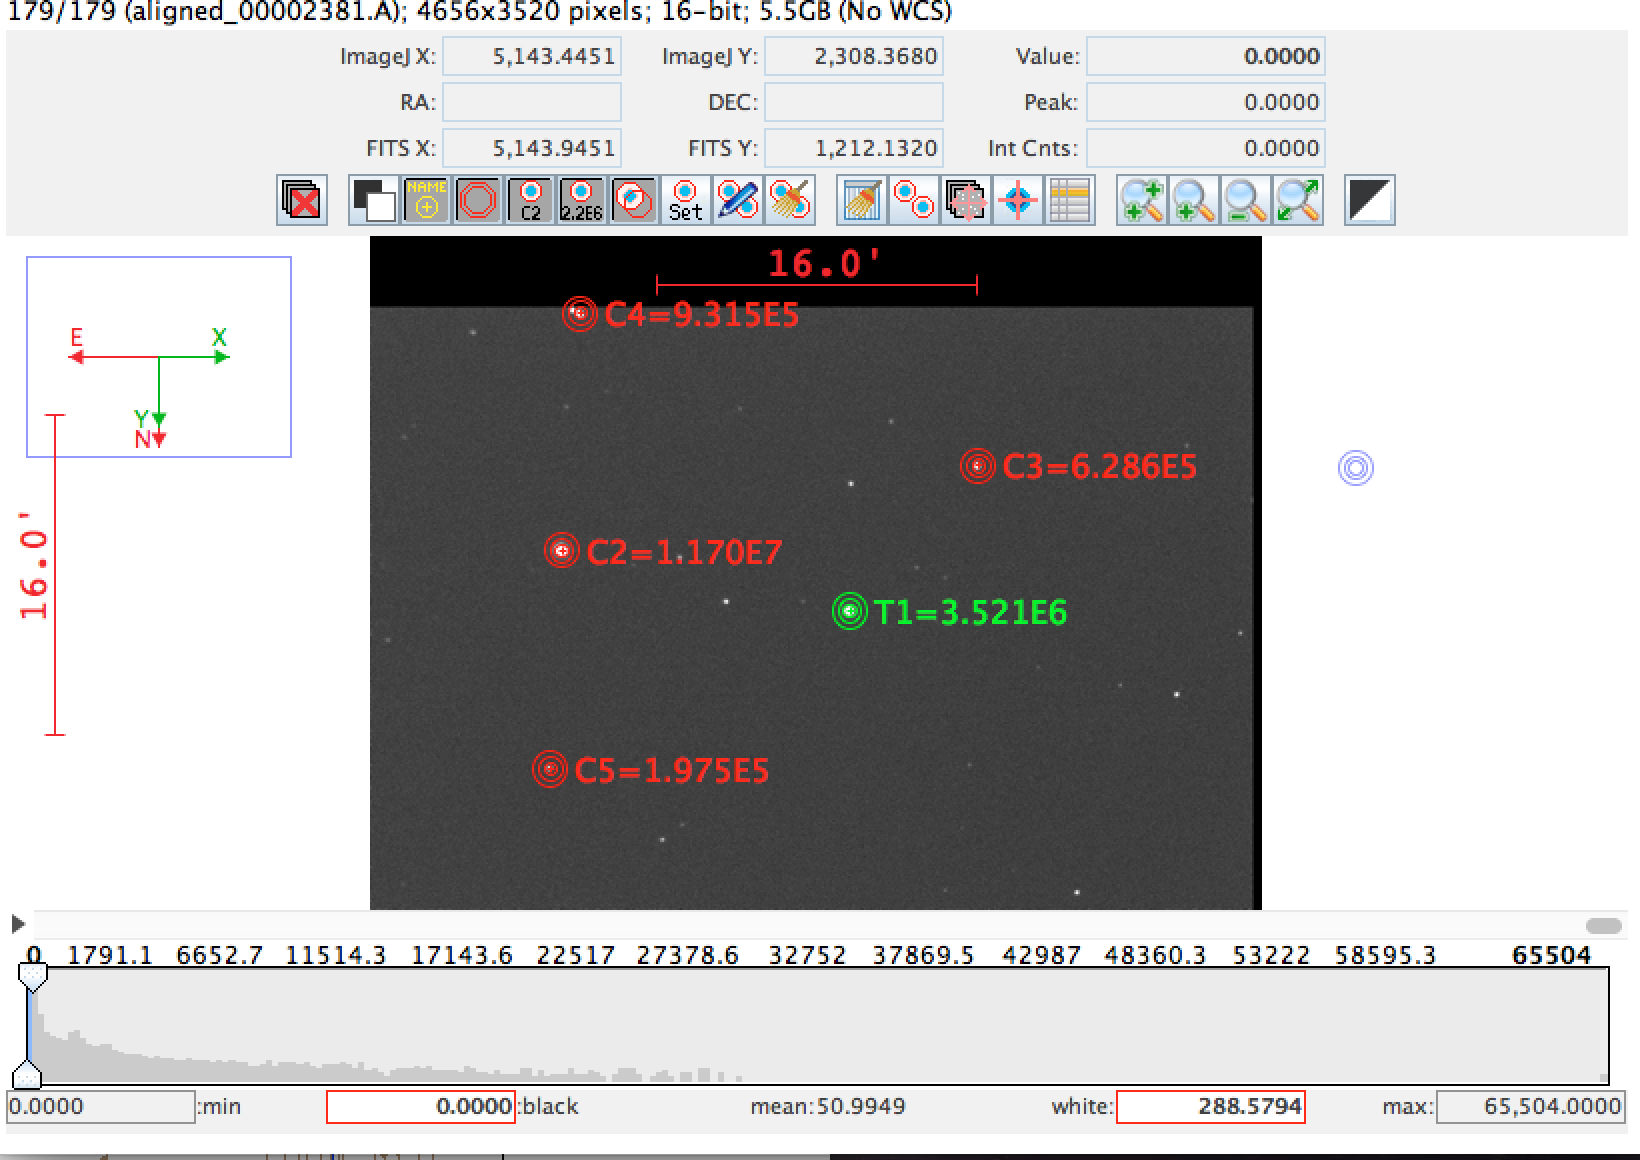 179/179 (aligned_00002381.A); 4656x3520 pixels; 16-bit; 5.5GB (No WCS)
ImageJ X: 5,143.4451 ImageJ Y: 2,308.3680 Value: 0.0000
RA: DEC: Peak: 0.0000
FITS X: 5,143.9451 FITS Y: 1,212.1320 Int Cnts: 0.0000
NAME C2 2.2E6 Set
16.0'
C4=9.315E5
E X
Y
N
C3=6.286E5
16.0'
C2=1.170E7
T1=3.521E6
C5=1.975E5
0 1791.1 6652.7 11514.3 17143.6 22517 27378.6 32752 37869.5 42987 48360.3 53222 58595.3 65504
0.0000 :min 0.0000 :black mean:50.9949 white: 288.5794 max: 65,504.0000